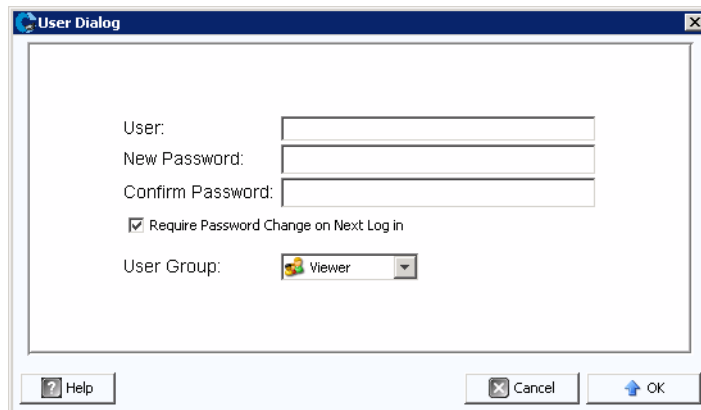 User Dialog
User:
New Password:
Confirm Password:
Require Password Change on Next Log in
User Group: Viewer
Help Cancel OK